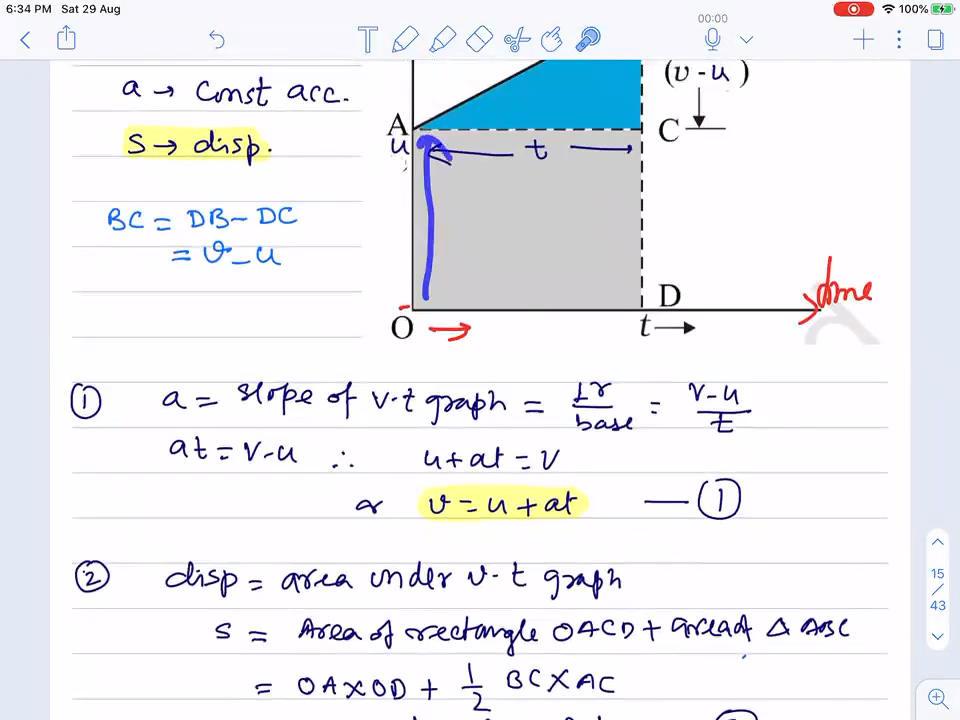 6:34 PM Sat 29 Aug 100%
00:00
a → Const acc.
(v - u)
A
C
S → disp.
u
t
BC = DB - DC
= v - u
time
D
O
t
① a = slope of v-t graph = ⊥r/base = v-u/t
at = v-u ∴ u + at = v
or v = u + at — ①
② disp = area under v-t graph
S = Area of rectangle OACD + area of △ ABC
= OA × OD + 1/2 BC × AC
15
/
43